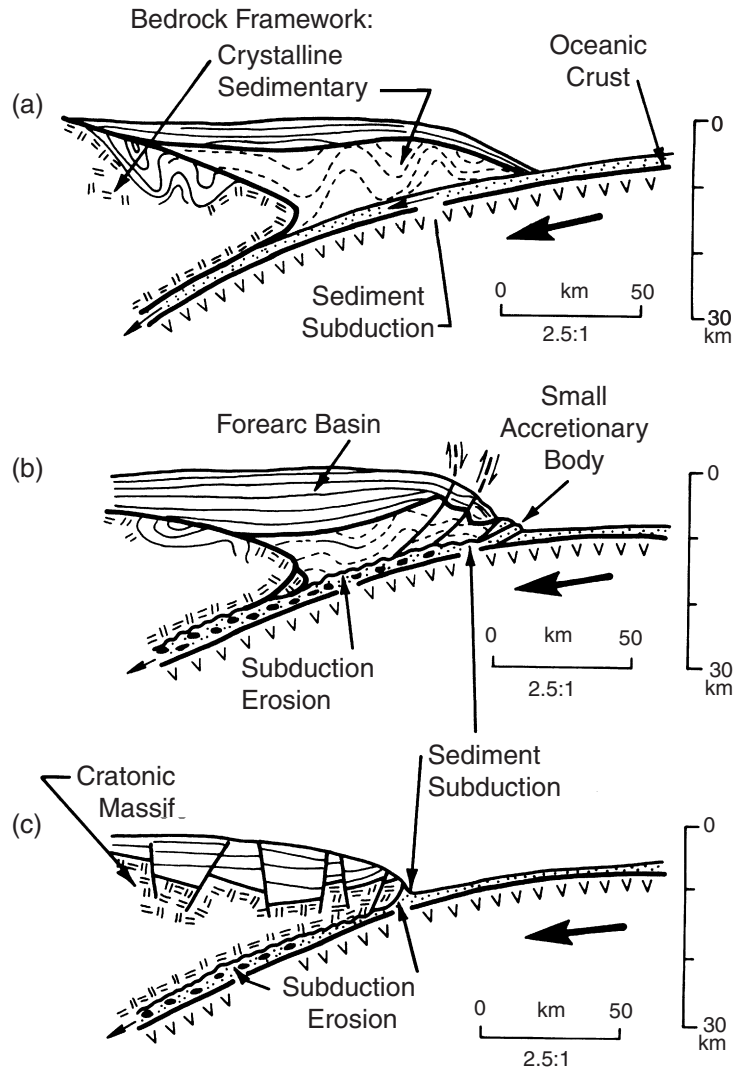 Bedrock Framework:
Crystalline
Sedimentary
Oceanic
Crust
(a)
0
Sediment
Subduction
0 km 50
2.5:1
30
km
Forearc Basin
Small
Accretionary
Body
(b)
0
Subduction
Erosion
0 km 50
2.5:1
30
km
Cratonic
Massif
Sediment
Subduction
(c)
0
Subduction
Erosion
0 km 50
2.5:1
30
km